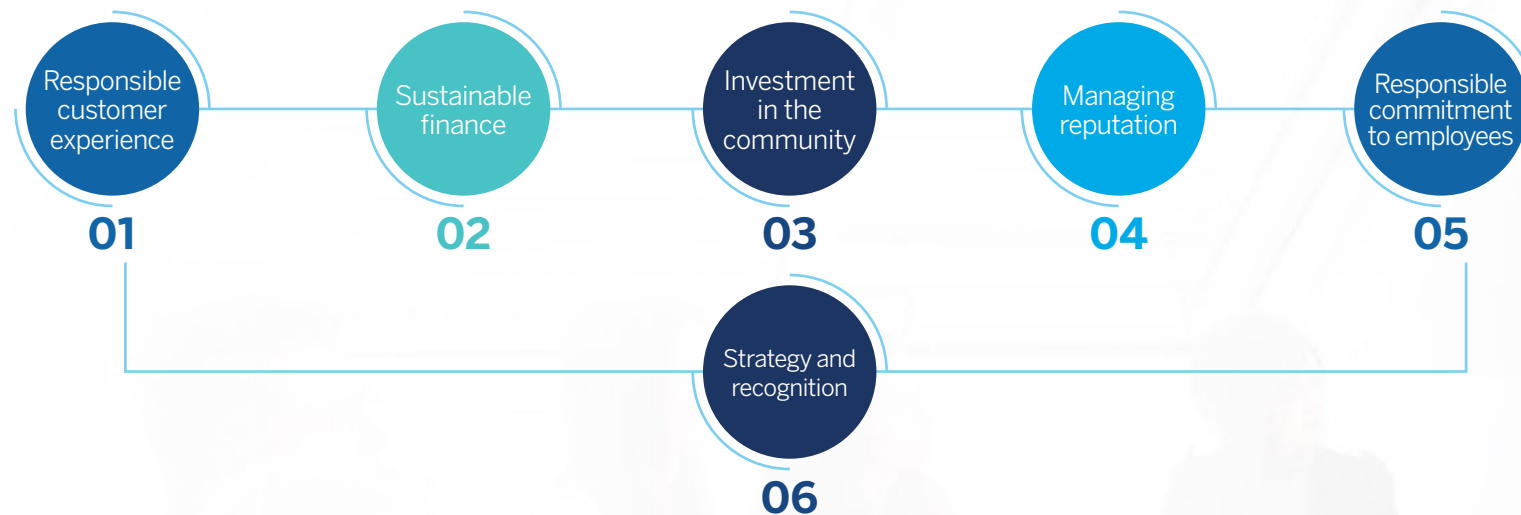 Responsible
customer
experience
01
Sustainable
finance
02
Investment
in the
community
03
Managing
reputation
04
Responsible
commitment
to employees
05
Strategy and
recognition
06